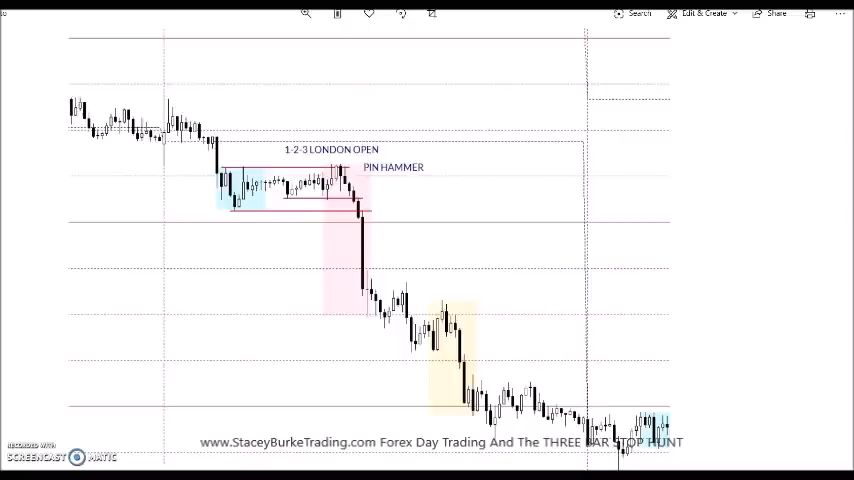 to
Search
Edit & Create
Share
1-2-3 LONDON OPEN
PIN HAMMER
www.StaceyBurkeTrading.com Forex Day Trading And The THREE BAR STOP HUNT
RECORDED WITH
SCREENCAST MATIC